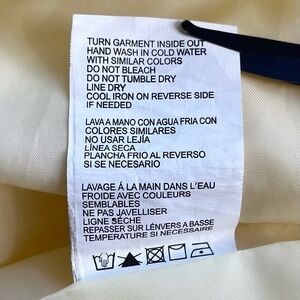 TURN GARMENT INSIDE OUT
HAND WASH IN COLD WATER
WITH SIMILAR COLORS
DO NOT BLEACH
DO NOT TUMBLE DRY
LINE DRY
COOL IRON ON REVERSE SIDE
IF NEEDED
LAVA A MANO CON AGUA FRIA CON
COLORES SIMILARES
NO USAR LEJÍA
LÍNEA SECA
PLANCHA FRIO AL REVERSO
SI SE NECESARIO
LAVAGE Á LA MAIN DANS L'EAU
FROIDE AVEC COULEURS
SEMBLABLES
NE PAS JAVELLISER
LIGNE SÈCHE
REPASSER SUR LÉNVERS A BASSE
TEMPERATURE SI NECESSAIRE